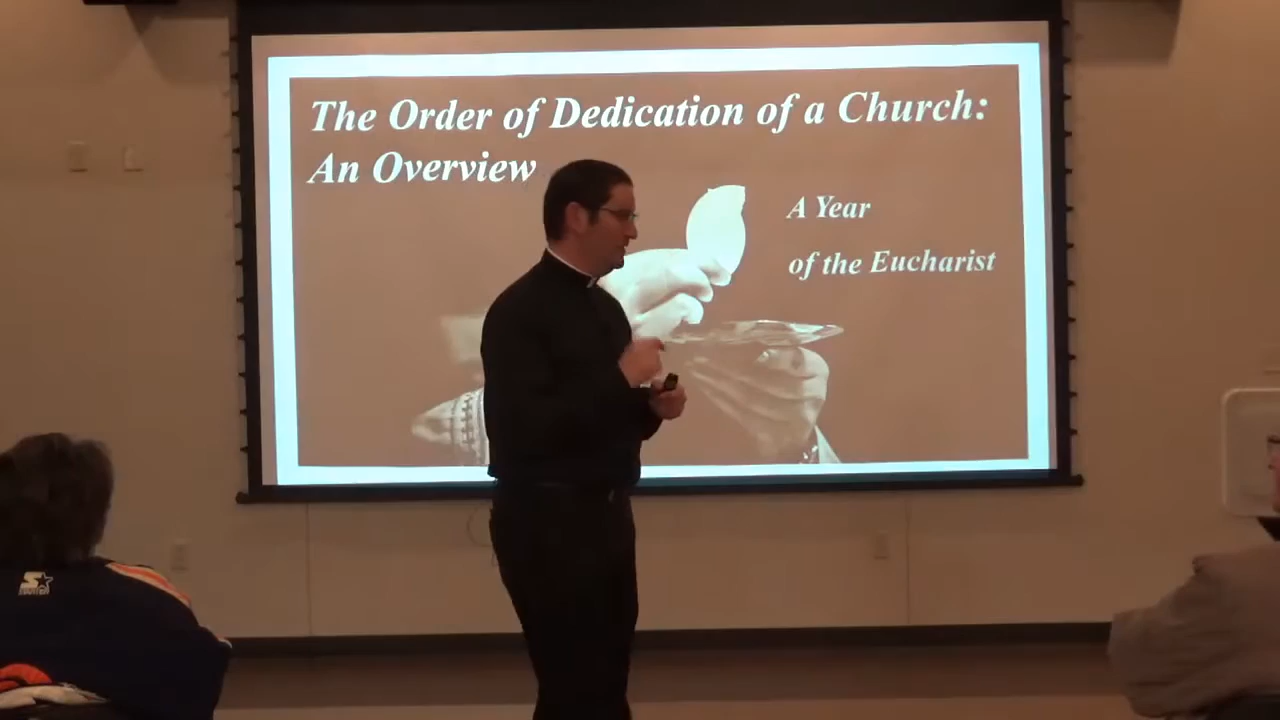 The Order of Dedication of a Church:
An Overview
A Year
of the Eucharist